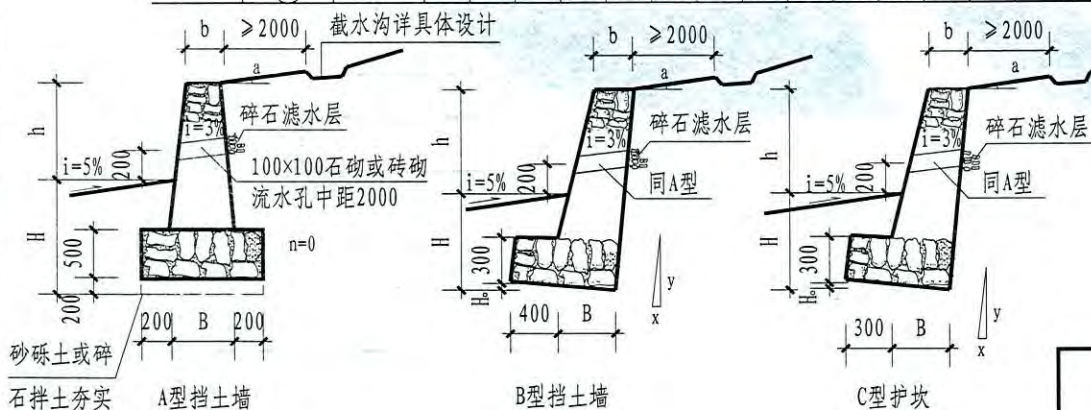 b
≥2000
截水沟详具体设计
a
h
i=3%
碎石滤水层
200
i=5%
100×100石砌或砖砌
流水孔中距2000
H
500
n=0
200
200
B
200
砂砾土或碎
石拌土夯实
A型挡土墙
b
≥2000
a
h
i=3%
碎石滤水层
200
i=5%
同A型
H
300
H₀
400
B
y
x
B型挡土墙
b
≥2000
a
h
i=3%
碎石滤水层
200
i=5%
同A型
H
300
H₀
300
B
y
x
C型护坎